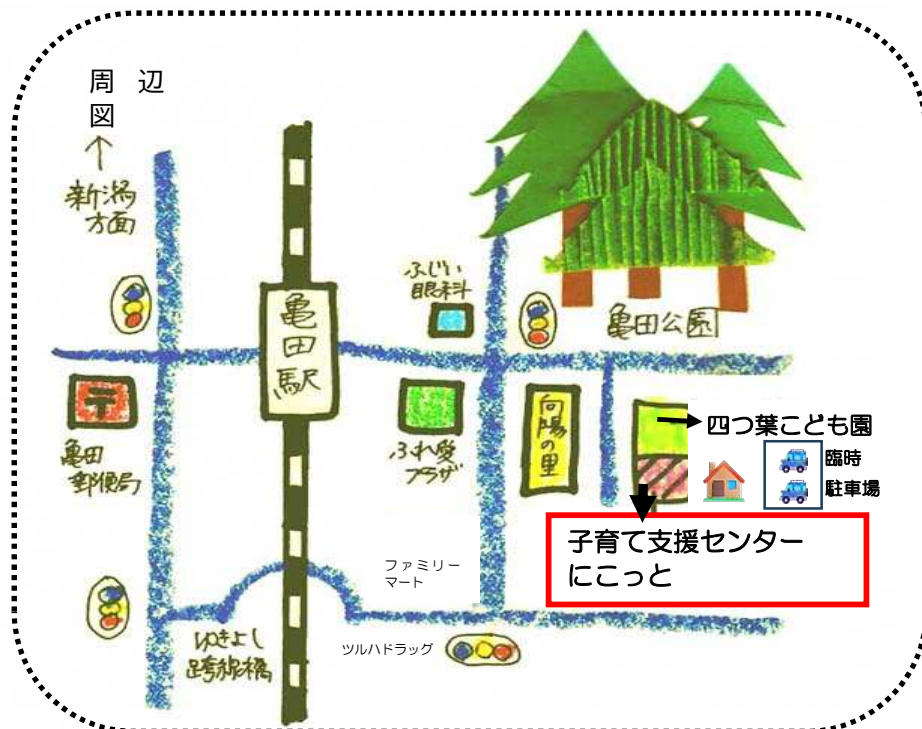 周 辺
図
新潟
方面
ふじい
眼科
亀田公園
亀
田
駅
〒
亀田
郵便局
ふれ愛
プラザ
向陽の里
四つ葉こども園
臨時
駐車場
子育て支援センター
にこっと
ファミリー
マート
ゆきよし
跨線橋
ツルハドラッグ